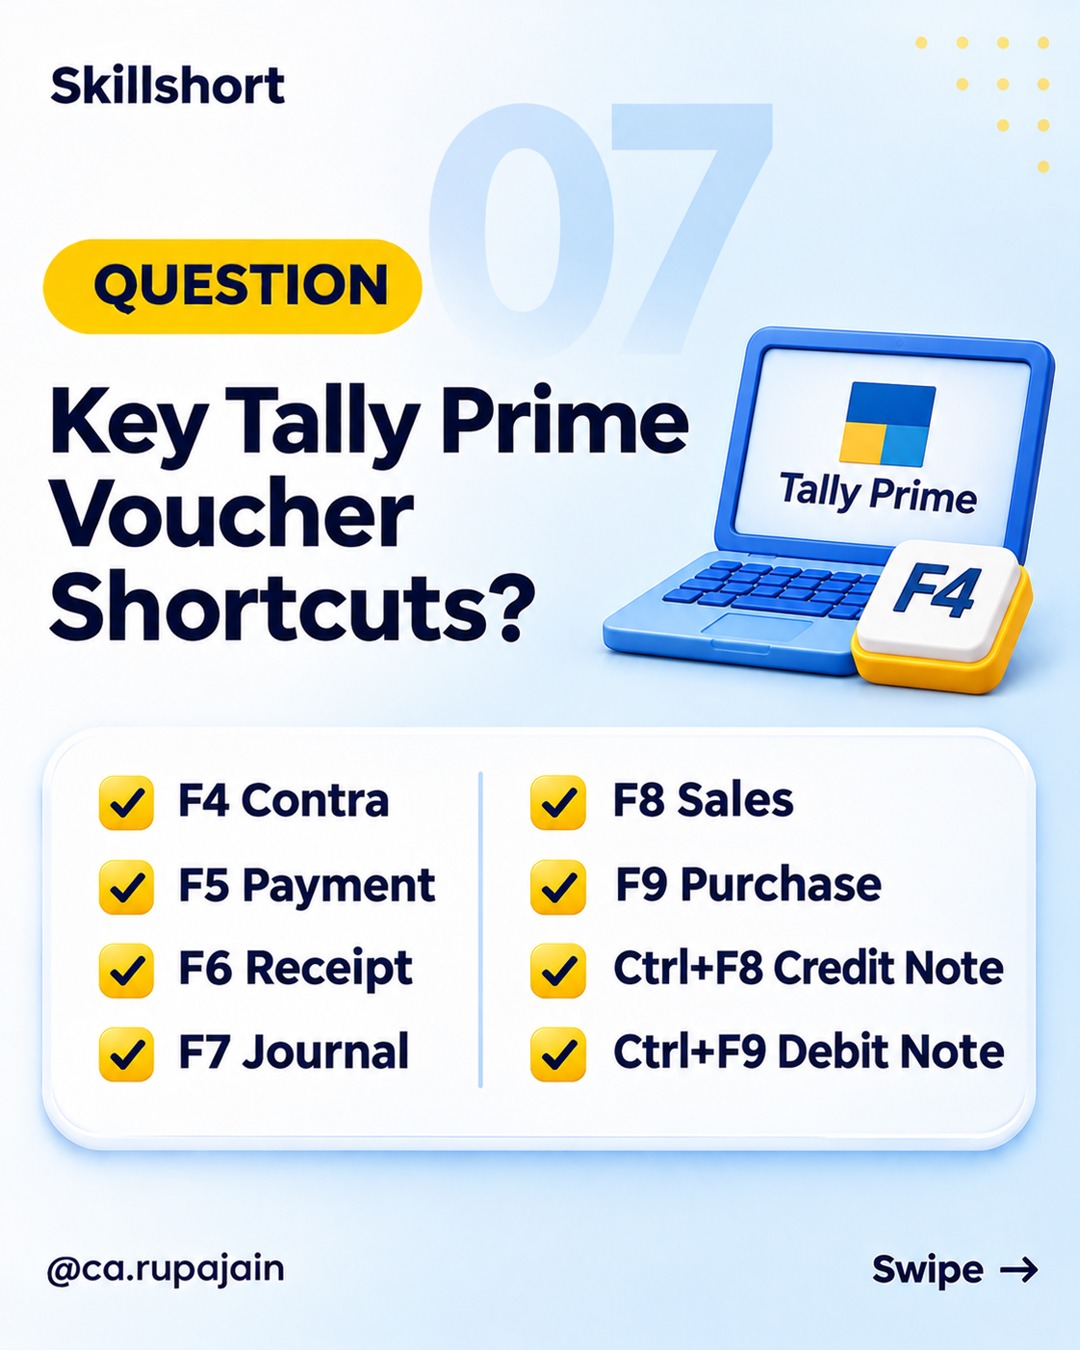 Skillshort
07
QUESTION
Key Tally Prime
Voucher
Shortcuts?
Tally Prime
F4
F4 Contra
F5 Payment
F6 Receipt
F7 Journal
F8 Sales
F9 Purchase
Ctrl+F8 Credit Note
Ctrl+F9 Debit Note
@ca.rupajain
Swipe →